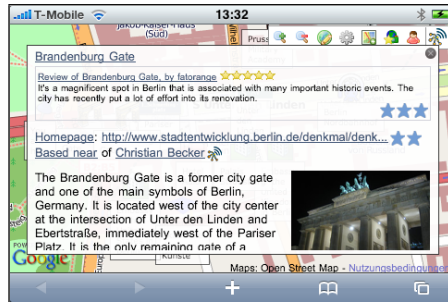 T-Mobile 13:32
Jakob-Kaiser-Haus
(Süd)
Pruss
Brandenburg Gate
Review of Brandenburg Gate, by fatorange
It's a magnificent spot in Berlin that is associated with many important historic events. The
city has recently put a lot of effort into its renovation.
Homepage: http://www.stadtentwicklung.berlin.de/denkmal/denk...
Based near of Christian Becker
The Brandenburg Gate is a former city gate
and one of the main symbols of Berlin,
Germany. It is located west of the city center
at the intersection of Unter den Linden and
Ebertstraße, immediately west of the Pariser
Platz. It is the only remaining gate of a
POW
Google
Künste
Maps: Open Street Map - Nutzungsbedingungen